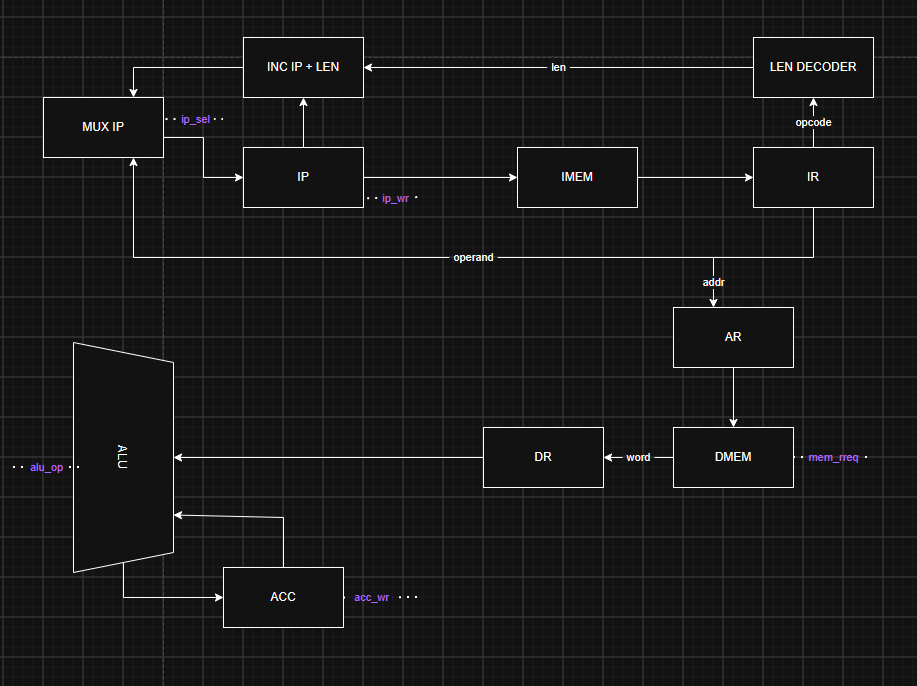 INC IP + LEN
len
LEN DECODER
MUX IP
ip_sel
opcode
IP
IMEM
IR
ip_wr
operand
addr
AR
ALU
alu_op
DR
word
DMEM
mem_rreq
ACC
acc_wr